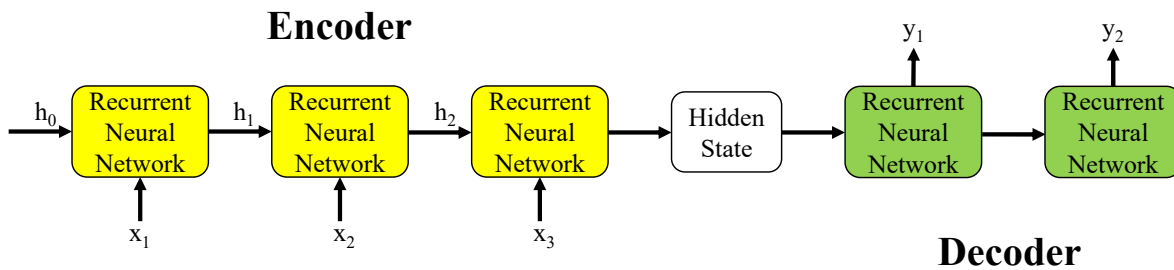 Encoder
y₁
y₂
h₀
Recurrent
Neural
Network
h₁
Recurrent
Neural
Network
h₂
Recurrent
Neural
Network
Hidden
State
Recurrent
Neural
Network
Recurrent
Neural
Network
x₁
x₂
x₃
Decoder